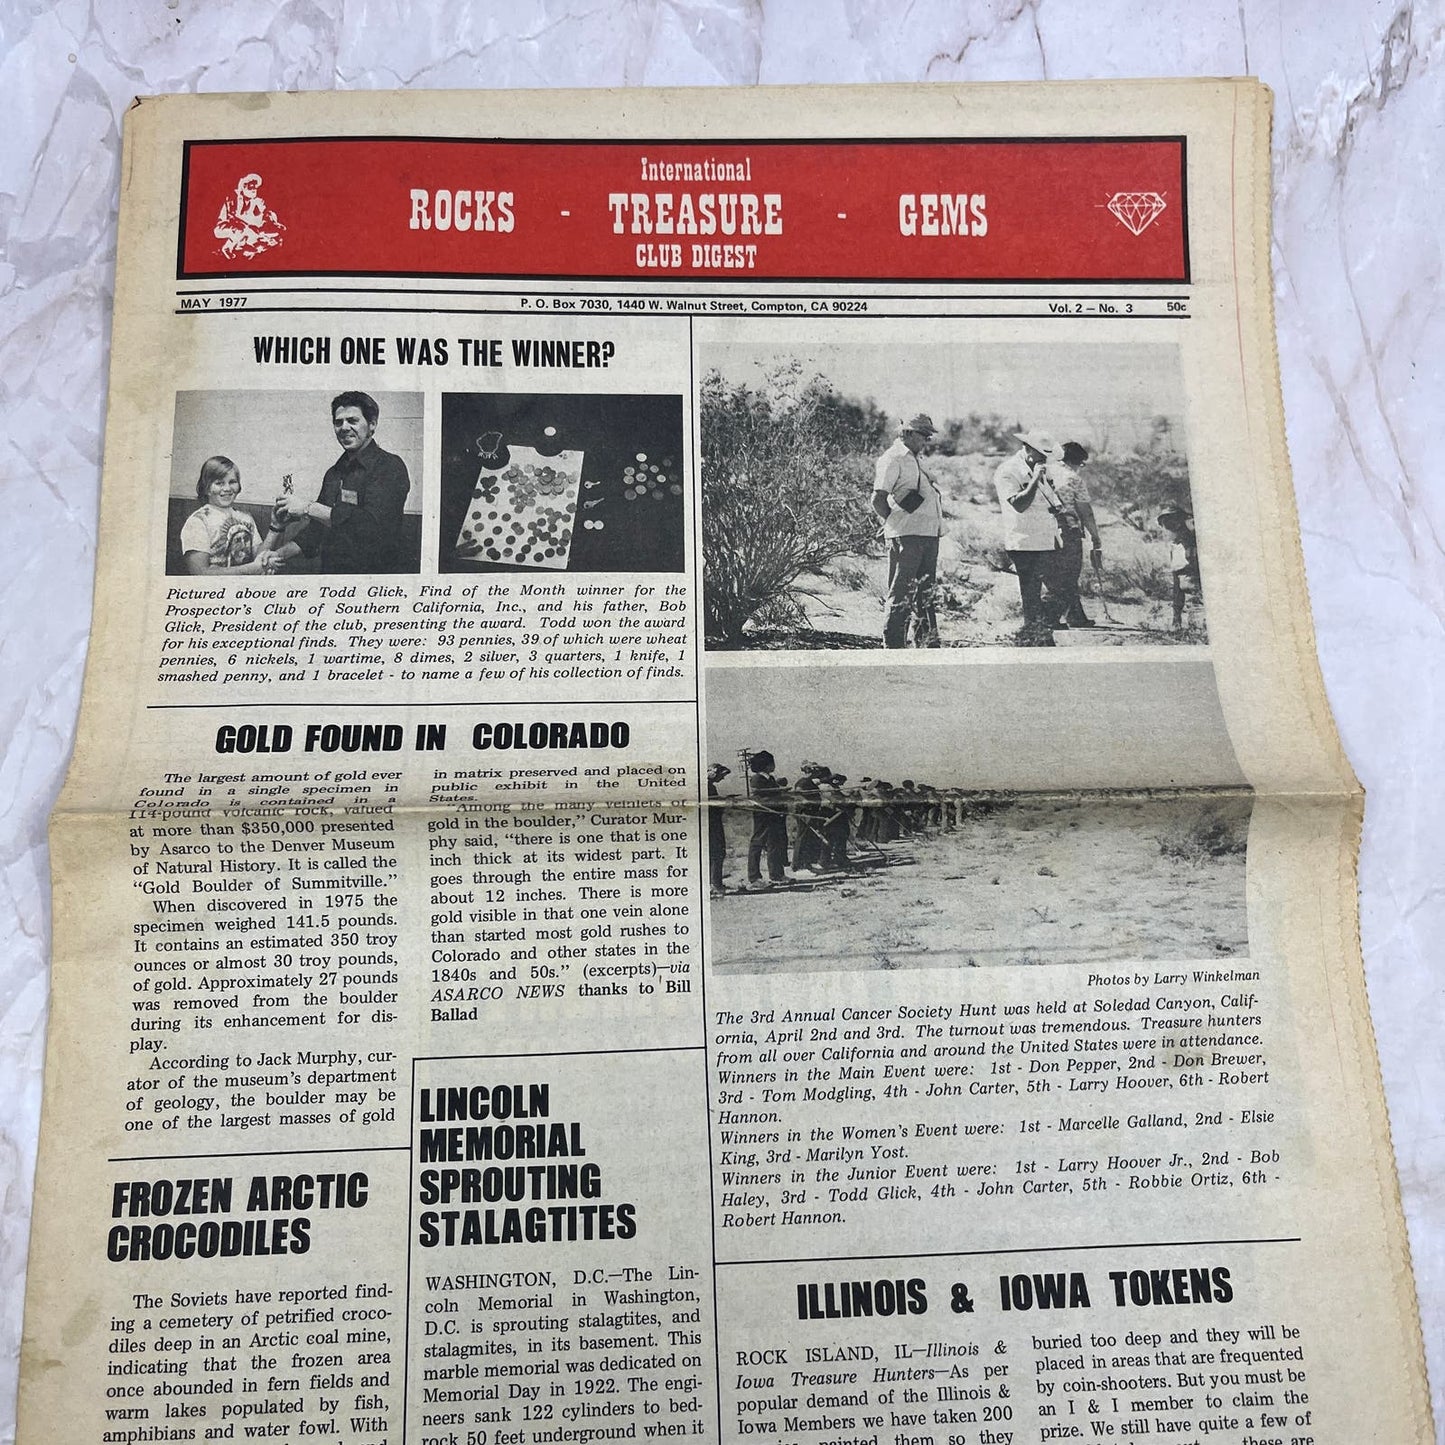 International
ROCKS - TREASURE - GEMS
CLUB DIGEST
MAY 1977
P. O. Box 7030, 1440 W. Walnut Street, Compton, CA 90224
Vol. 2 – No. 3 50c
WHICH ONE WAS THE WINNER?
Pictured above are Todd Glick, Find of the Month winner for the
Prospector's Club of Southern California, Inc., and his father, Bob
Glick, President of the club, presenting the award. Todd won the award
for his exceptional finds. They were: 93 pennies, 39 of which were wheat
pennies, 6 nickels, 1 wartime, 8 dimes, 2 silver, 3 quarters, 1 knife, 1
smashed penny, and 1 bracelet - to name a few of his collection of finds.
GOLD FOUND IN COLORADO
The largest amount of gold ever
found in a single specimen in
Colorado is contained in a
114-pound volcanic rock, valued
at more than $350,000 presented
by Asarco to the Denver Museum
of Natural History. It is called the
"Gold Boulder of Summitville."
When discovered in 1975 the
specimen weighed 141.5 pounds.
It contains an estimated 350 troy
ounces or almost 30 troy pounds,
of gold. Approximately 27 pounds
was removed from the boulder
during its enhancement for dis-
play.
According to Jack Murphy, cur-
ator of the museum's department
of geology, the boulder may be
one of the largest masses of gold
in matrix preserved and placed on
public exhibit in the United
States.
"Among the many veinlets of
gold in the boulder," Curator Mur-
phy said, "there is one that is one
inch thick at its widest part. It
goes through the entire mass for
about 12 inches. There is more
gold visible in that one vein alone
than started most gold rushes to
Colorado and other states in the
1840s and 50s." (excerpts)—via
ASARCO NEWS thanks to Bill
Ballad
FROZEN ARCTIC
CROCODILES
The Soviets have reported find-
ing a cemetery of petrified croco-
diles deep in an Arctic coal mine,
indicating that the frozen area
once abounded in fern fields and
warm lakes populated by fish,
amphibians and water fowl. With
LINCOLN
MEMORIAL
SPROUTING
STALAGTITES
WASHINGTON, D.C.—The Lin-
coln Memorial in Washington,
D.C. is sprouting stalagtites, and
stalagmites, in its basement. This
marble memorial was dedicated on
Memorial Day in 1922. The engi-
neers sank 122 cylinders to bed-
rock 50 feet underground when it
Photos by Larry Winkelman
The 3rd Annual Cancer Society Hunt was held at Soledad Canyon, Calif-
ornia, April 2nd and 3rd. The turnout was tremendous. Treasure hunters
from all over California and around the United States were in attendance.
Winners in the Main Event were: 1st - Don Pepper, 2nd - Don Brewer,
3rd - Tom Modgling, 4th - John Carter, 5th - Larry Hoover, 6th - Robert
Hannon.
Winners in the Women's Event were: 1st - Marcelle Galland, 2nd - Elsie
King, 3rd - Marilyn Yost.
Winners in the Junior Event were: 1st - Larry Hoover Jr., 2nd - Bob
Haley, 3rd - Todd Glick, 4th - John Carter, 5th - Robbie Ortiz, 6th -
Robert Hannon.
ILLINOIS & IOWA TOKENS
ROCK ISLAND, IL—Illinois &
Iowa Treasure Hunters—As per
popular demand of the Illinois &
Iowa Members we have taken 200
painted them so they
buried too deep and they will be
placed in areas that are frequented
by coin-shooters. But you must be
an I & I member to claim the
prize. We still have quite a few of
these are